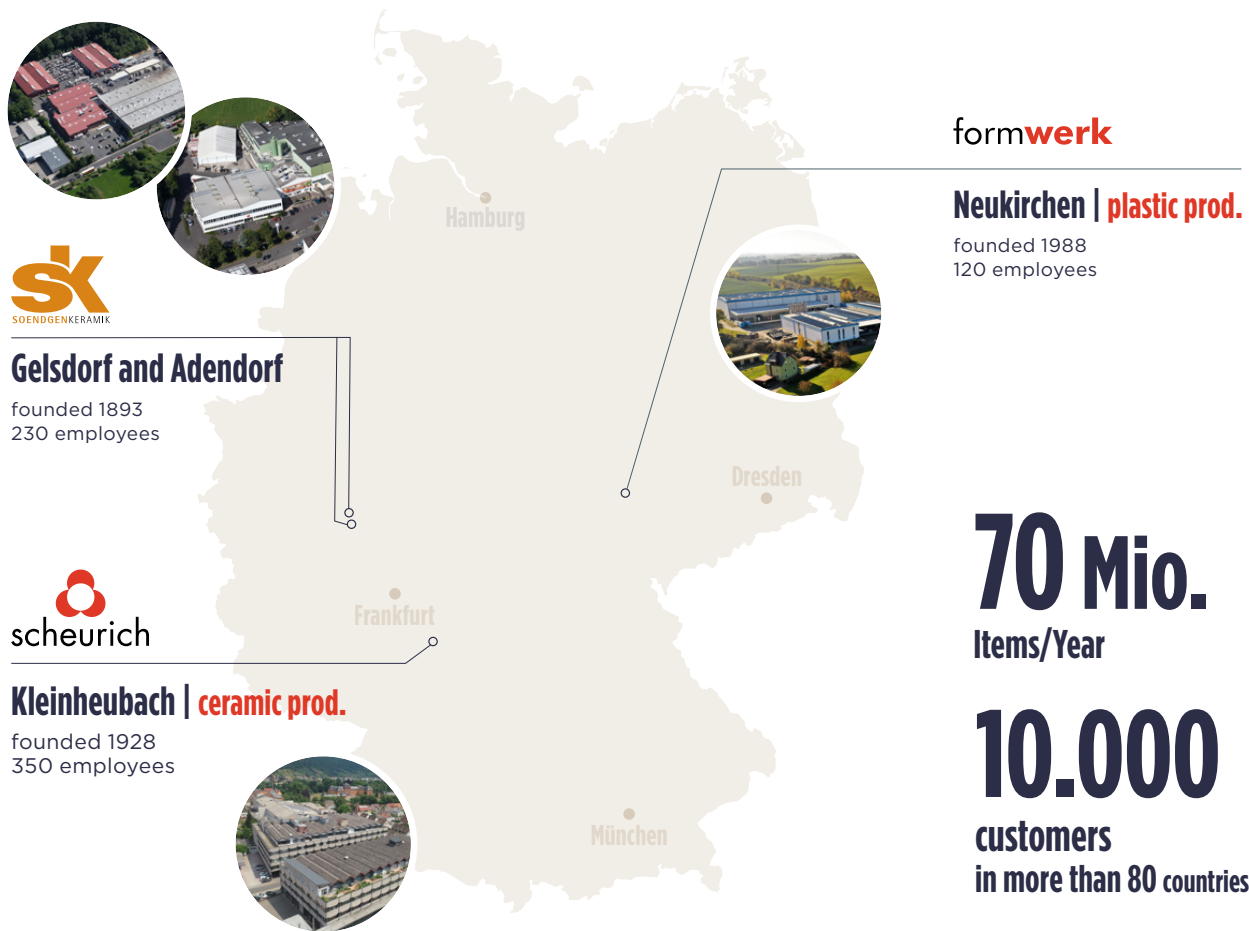 sk
SOENDGENKERAMIK
Gelsdorf and Adendorf
founded 1893
230 employees
scheurich
Kleinheubach | ceramic prod.
founded 1928
350 employees
Hamburg
Dresden
Frankfurt
München
formwerk
Neukirchen | plastic prod.
founded 1988
120 employees
70 Mio.
Items/Year
10.000
customers
in more than 80 countries